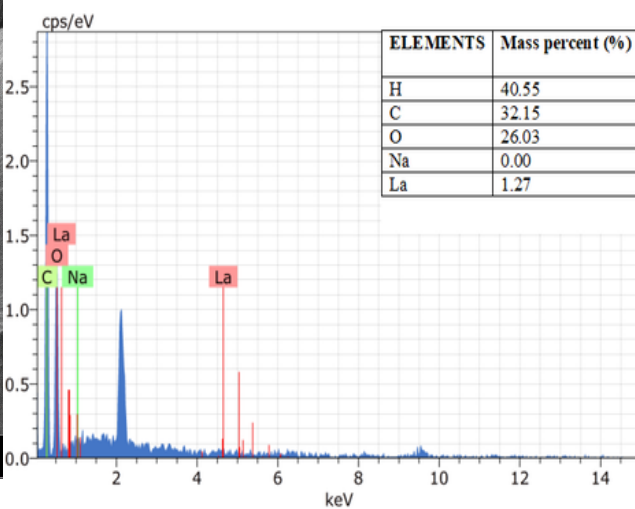 cps/eV
ELEMENTS Mass percent (%)
H 40.55
C 32.15
O 26.03
Na 0.00
La 1.27
2.5
2.0
1.5
La
O
C Na La
1.0
0.5
0.0
2 4 6 8 10 12 14
keV